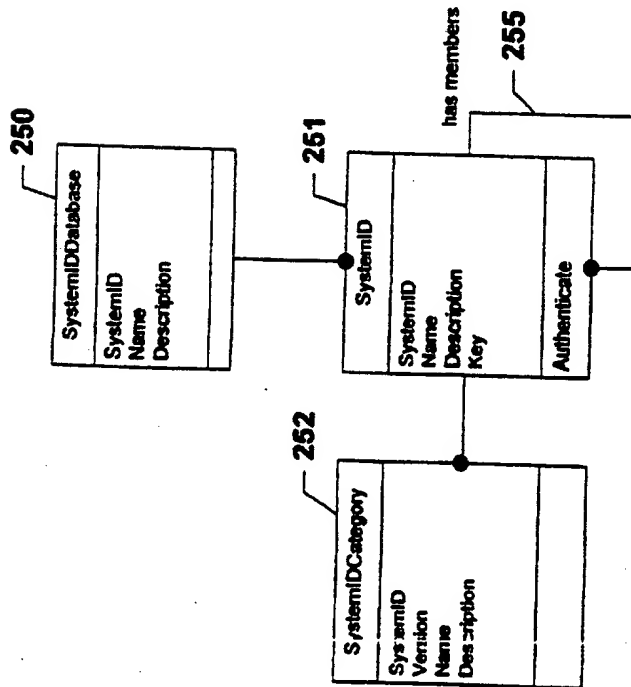 250
SystemIDDatabase
SystemID
Name
Description
has members
255
251
SystemID
SystemID
Name
Description
Key
Authenticate
252
SystemIDCategory
SystemID
Version
Name
Description